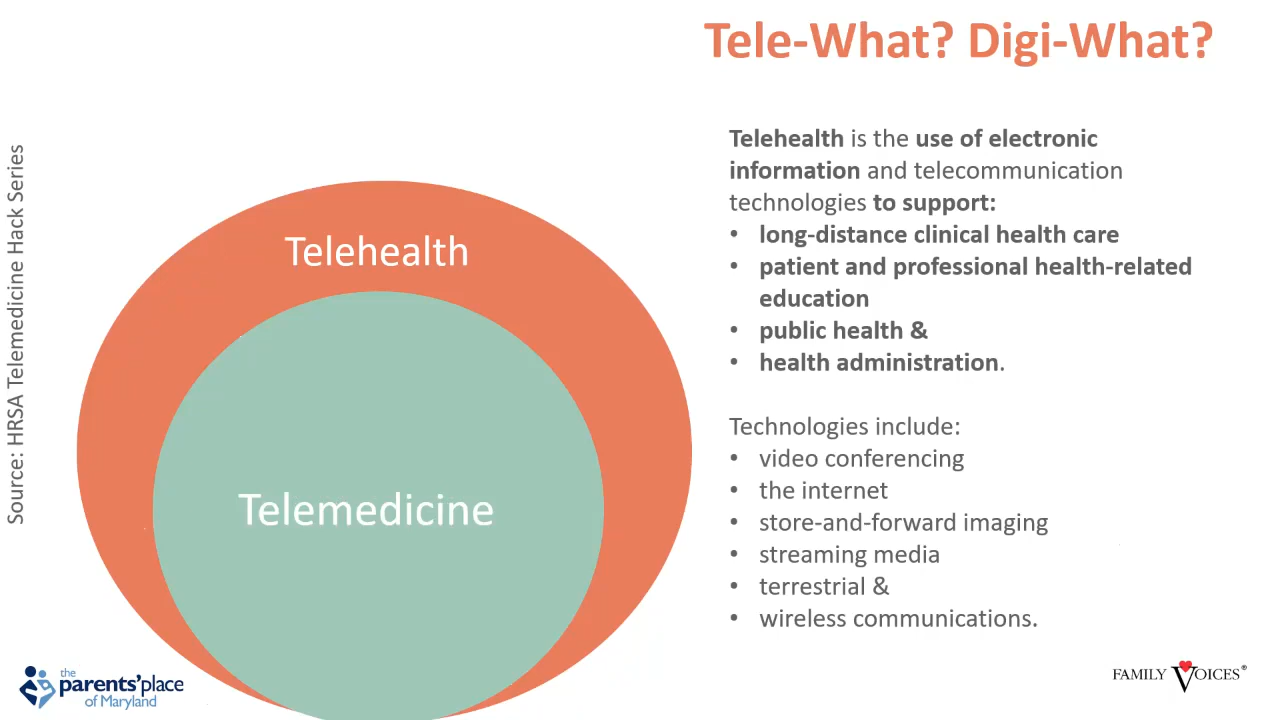 Tele-What? Digi-What?
Source: HRSA Telemedicine Hack Series
Telehealth
Telemedicine
Telehealth is the use of electronic
information and telecommunication
technologies to support:
• long-distance clinical health care
• patient and professional health-related
education
• public health &
• health administration.
Technologies include:
• video conferencing
• the internet
• store-and-forward imaging
• streaming media
• terrestrial &
• wireless communications.
the
parents'place
of Maryland
FAMILY VOICES®